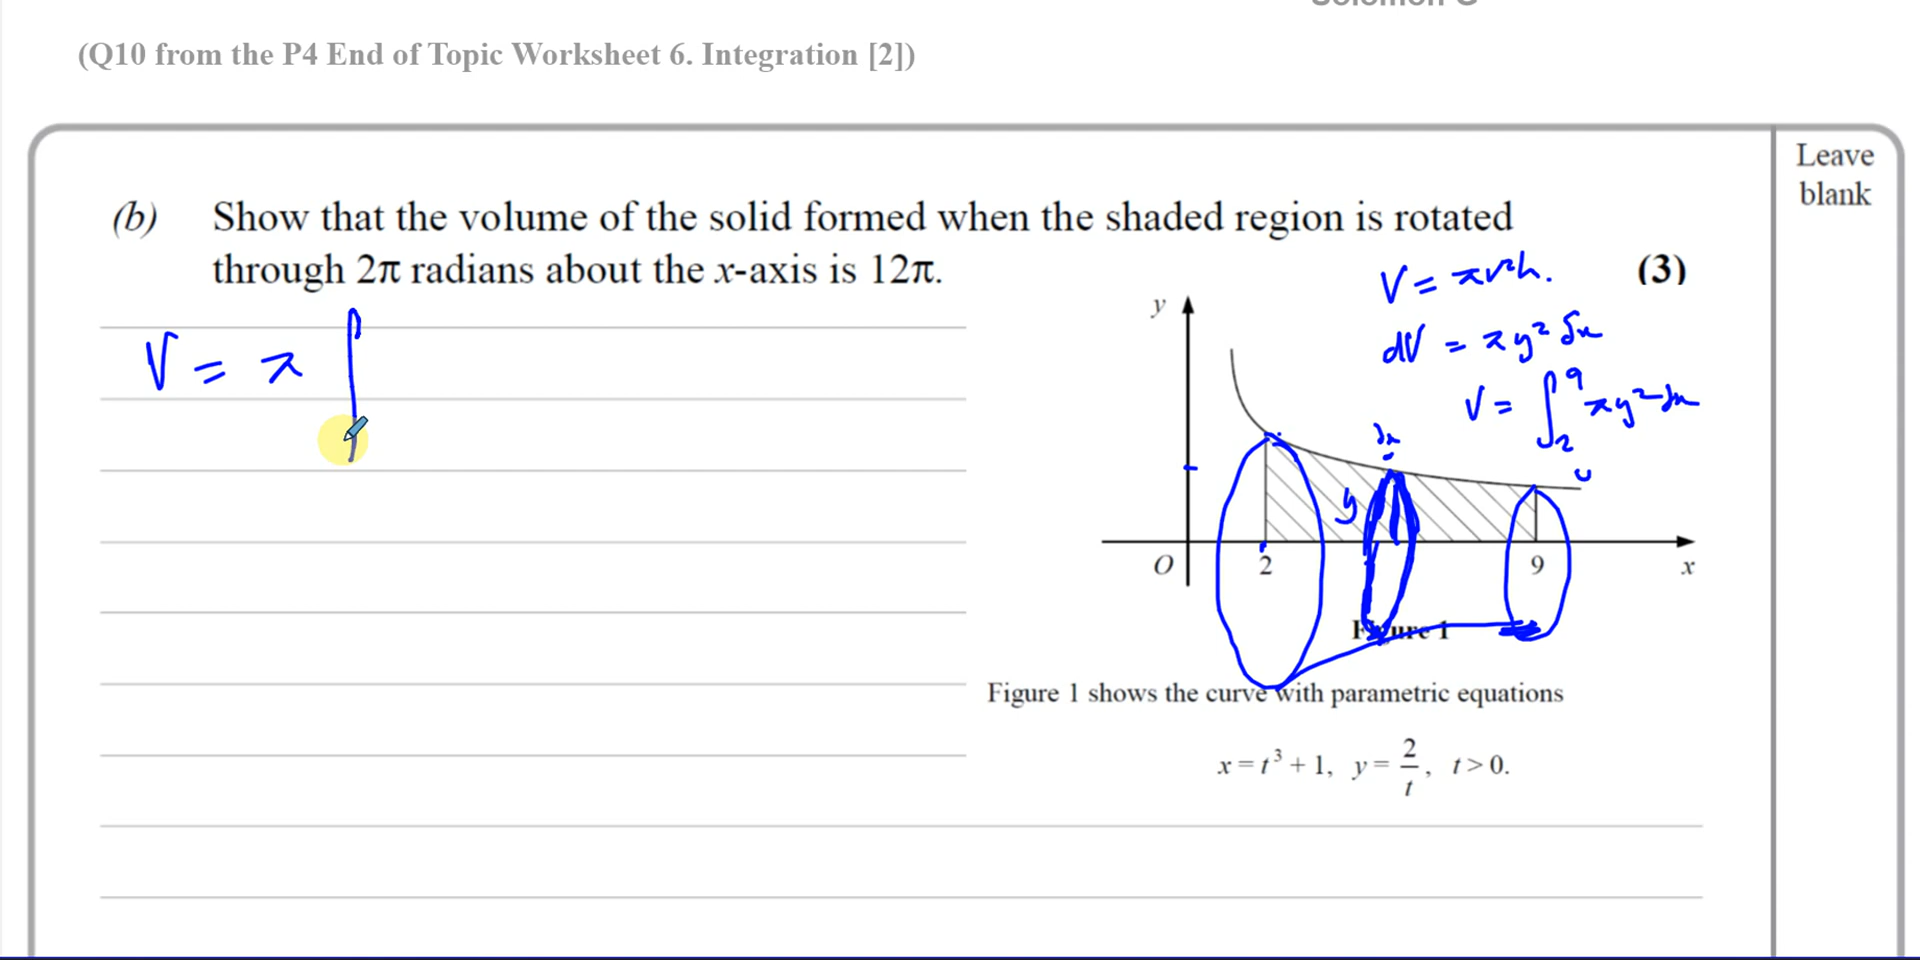 (Q10 from the P4 End of Topic Worksheet 6. Integration [2])
Leave
blank
(b) Show that the volume of the solid formed when the shaded region is rotated
through 2π radians about the x-axis is 12π.
(3)
V = πr²h.
dV = πy² δx
V = ∫₂⁹ πy² dx
V = π ∫
y
δx
y
O
2
9
x
Figure 1
Figure 1 shows the curve with parametric equations
x = t³ + 1, y = 2/t, t > 0.